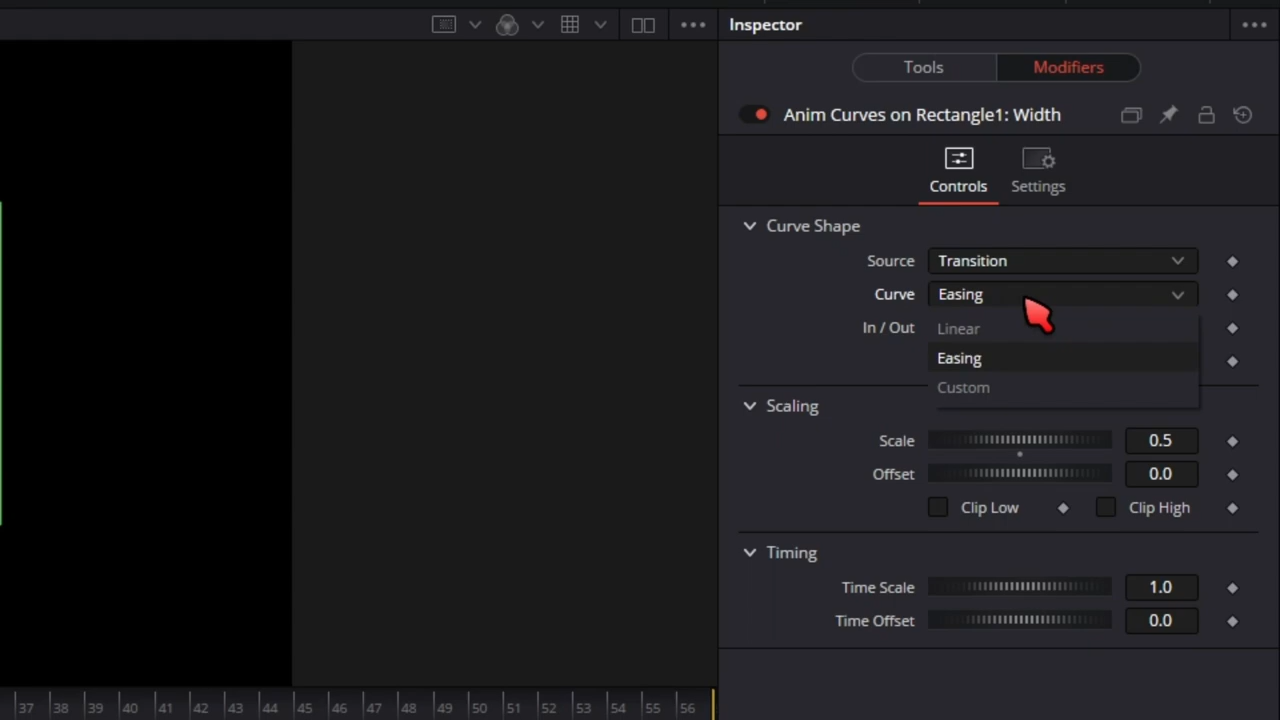 Inspector
Tools Modifiers
Anim Curves on Rectangle1: Width
Controls Settings
Curve Shape
Source Transition
Curve Easing
In / Out
Linear
Easing
Custom
Scaling
Scale 0.5
Offset 0.0
Clip Low Clip High
Timing
Time Scale 1.0
Time Offset 0.0
37 38 39 40 41 42 43 44 45 46 47 48 49 50 51 52 53 54 55 56